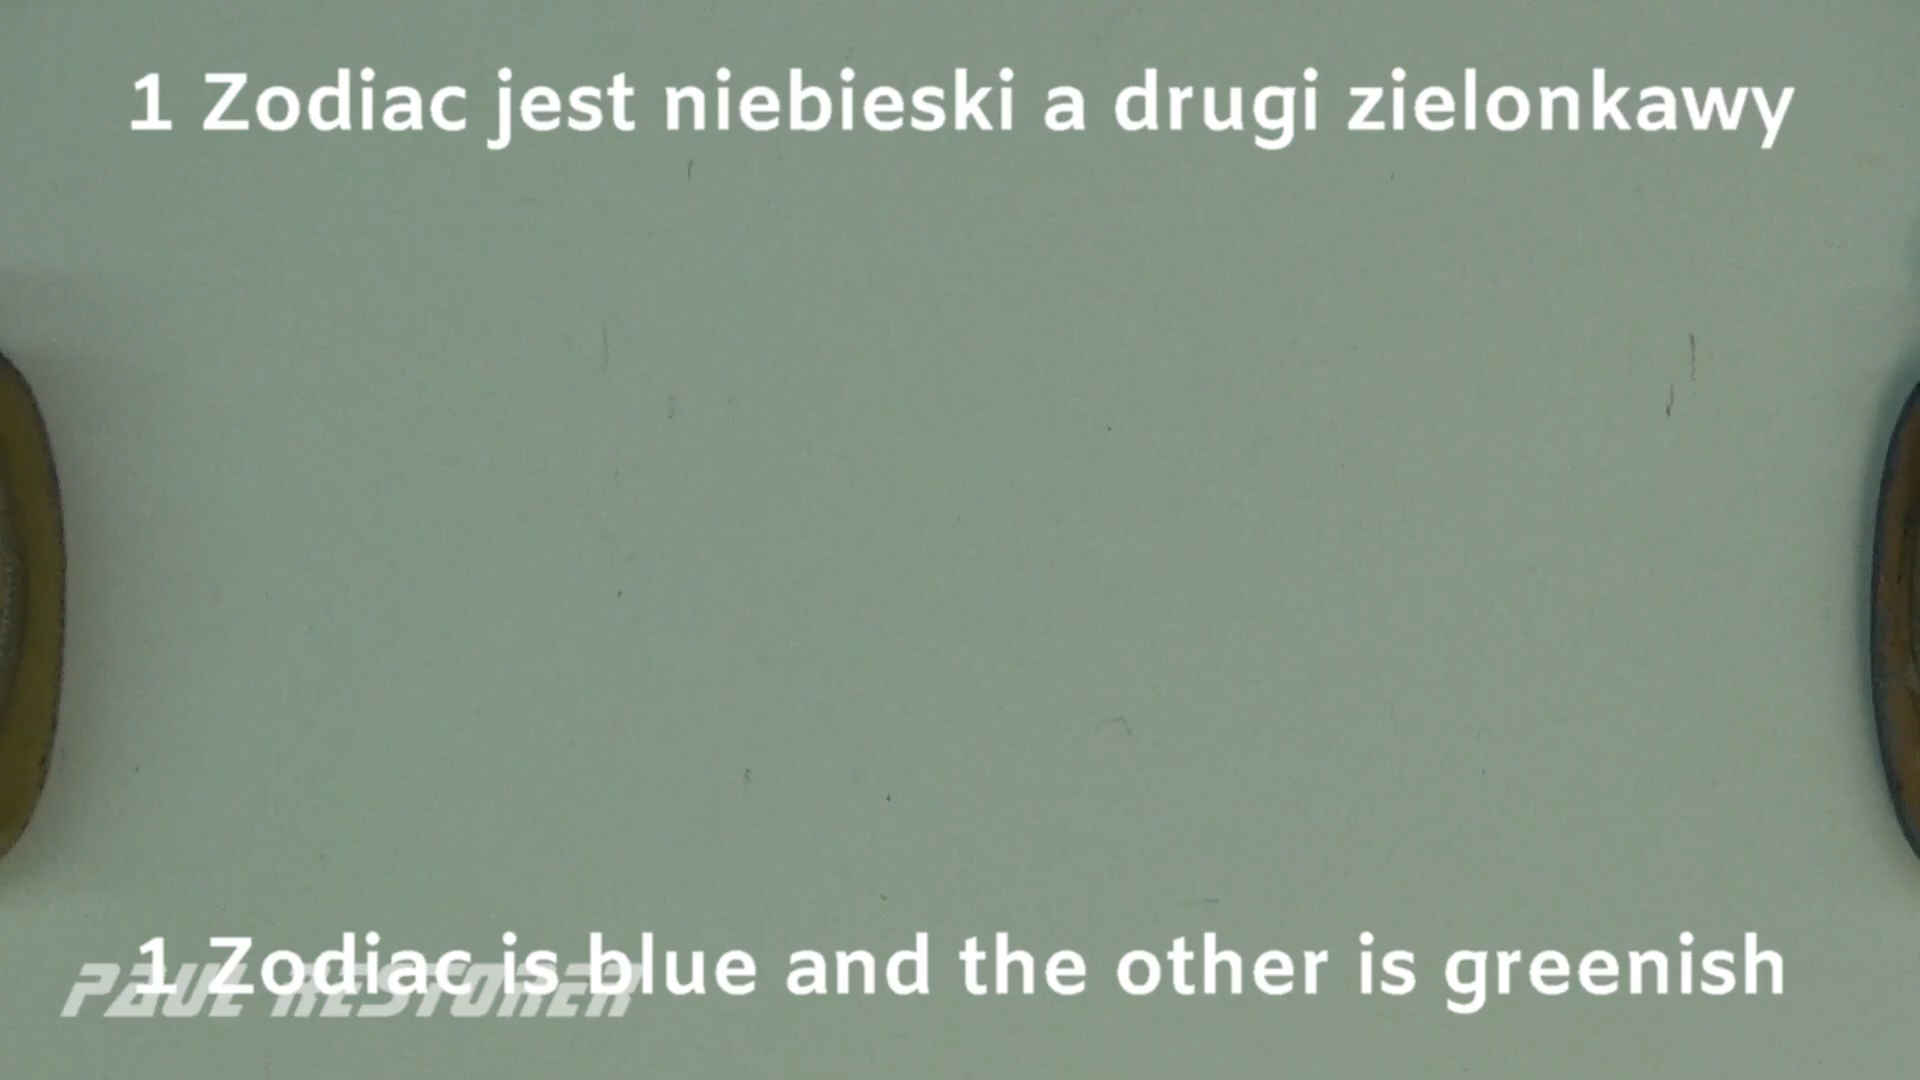 1 Zodiac jest niebieski a drugi zielonkawy
1 Zodiac is blue and the other is greenish
PAUL RESTORER